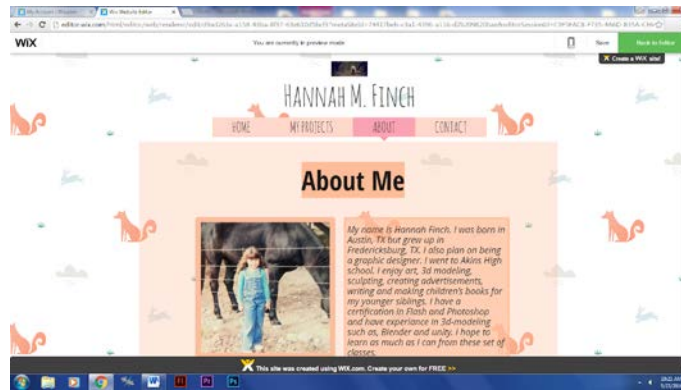 Wix Website Editor
WiX
You are currently in preview mode
Save
Back to Editor
Create a WiX site!
HANNAH M. FINCH
HOME MY PROJECTS ABOUT CONTACT
About Me
My name is Hannah Finch. I was born in
Austin, TX but grew up in
Fredericksburg, TX. I also plan on being
a graphic designer. I went to Akins High
school. I enjoy art, 3d modeling,
sculpting, creating advertisements,
writing and making children's books for
my younger siblings. I have a
certification in Flash and Photoshop
and have experiance in 3d-modeling
such as, Blender and unity. I hope to
learn as much as I can from these set of
classes.
This site was created using WIX.com. Create your own for FREE >>